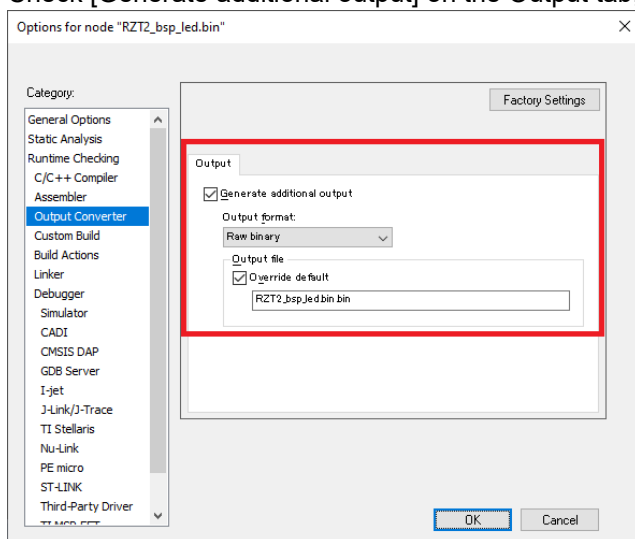 Check [Generate additional output] on the Output tab
Options for node "RZT2_bsp_led.bin"
Category:
Factory Settings
General Options
Static Analysis
Runtime Checking
C/C++ Compiler
Assembler
Output Converter
Custom Build
Build Actions
Linker
Debugger
Simulator
CADI
CMSIS DAP
GDB Server
I-jet
J-Link/J-Trace
TI Stellaris
Nu-Link
PE micro
ST-LINK
Third-Party Driver
TI MSP-FET
Output
Generate additional output
Output format:
Raw binary
Output file
Override default
RZT2_bsp_led.bin.bin
OK
Cancel